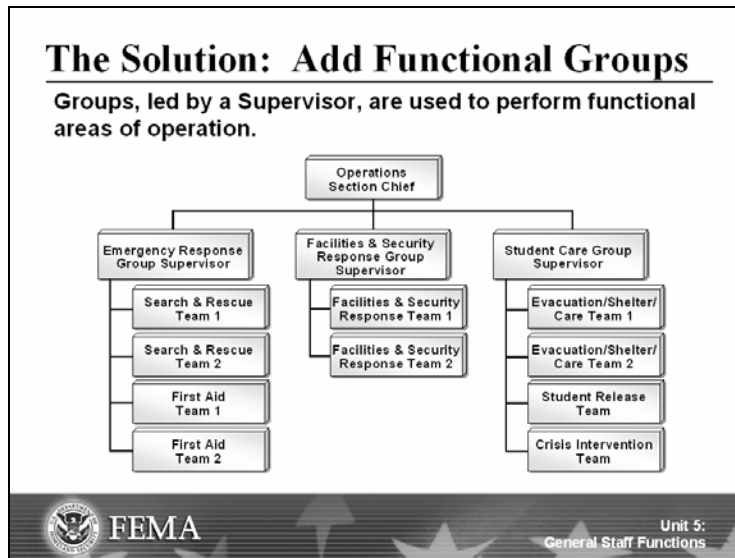 The Solution:  Add Functional Groups
Groups, led by a Supervisor, are used to perform functional
areas of operation.
Operations
Section Chief
Emergency Response
Group Supervisor
Search & Rescue
Team 1
Search & Rescue
Team 2
First Aid
Team 1
First Aid
Team 2
Facilities & Security
Response Group
Supervisor
Facilities & Security
Response Team 1
Facilities & Security
Response Team 2
Student Care Group
Supervisor
Evacuation/Shelter/
Care Team 1
Evacuation/Shelter/
Care Team 2
Student Release
Team
Crisis Intervention
Team
FEMA
Unit 5:
General Staff Functions